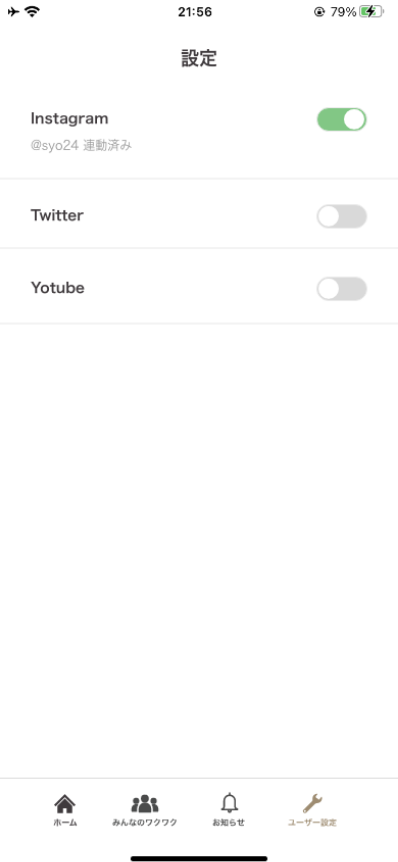 21:56
79%
設定
Instagram
@syo24 連動済み
Twitter
Yotube
ホーム
みんなのワクワク
お知らせ
ユーザー設定